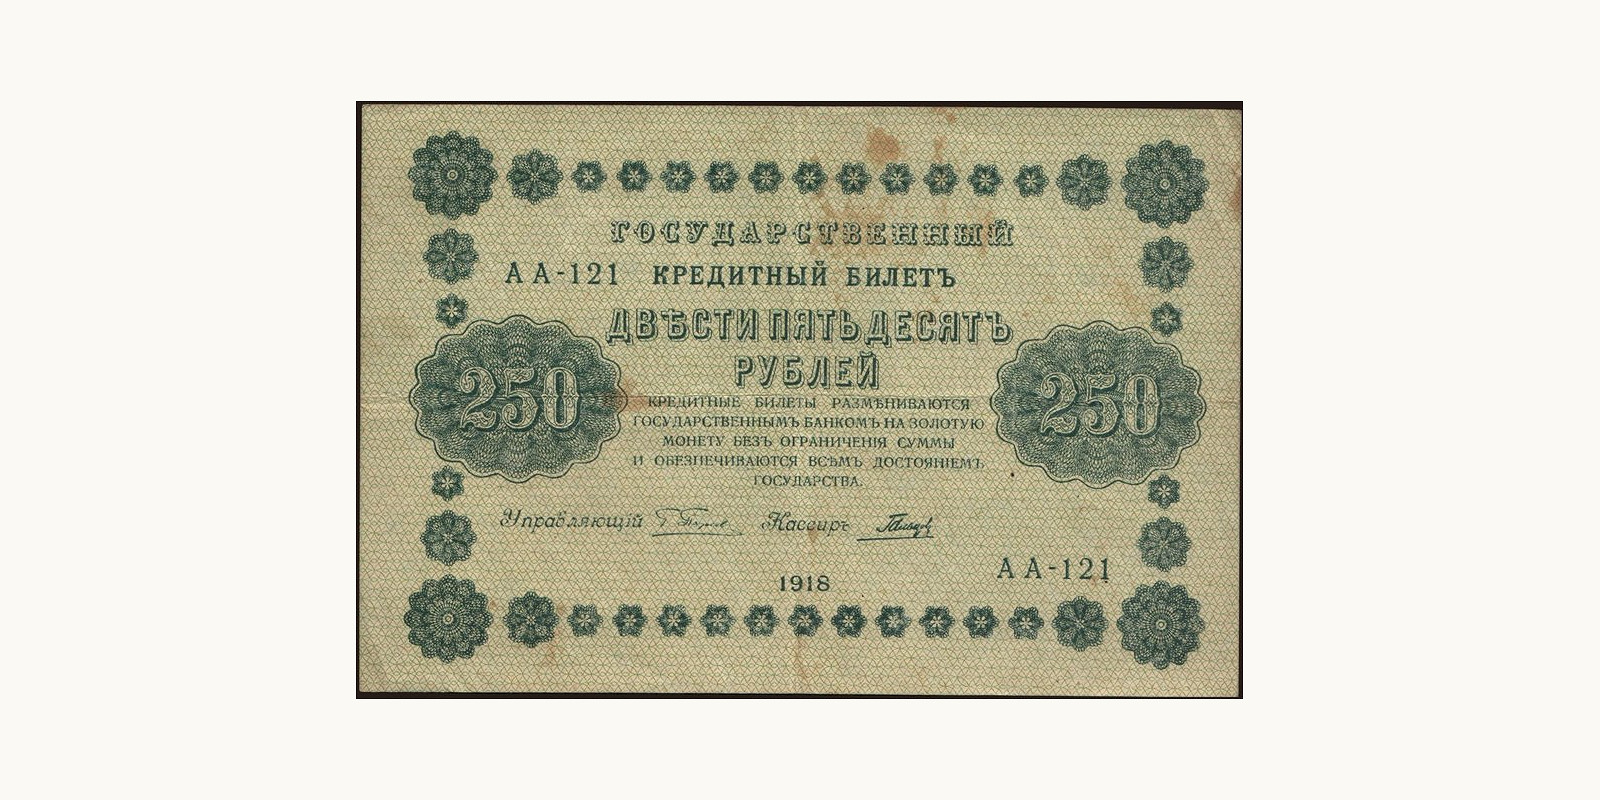 ГОСУДАРСТВЕННЫЙ
АА-121 КРЕДИТНЫЙ БИЛЕТЪ
ДВѢСТИ ПЯТЬДЕСЯТЪ
РУБЛЕЙ
250
250
КРЕДИТНЫЕ БИЛЕТЫ РАЗМѢНИВАЮТСЯ
ГОСУДАРСТВЕННЫМЪ БАНКОМЪ НА ЗОЛОТУЮ
МОНЕТУ БЕЗЪ ОГРАНИЧЕНІЯ СУММЫ
И ОБЕЗПЕЧИВАЮТСЯ ВСѢМЪ ДОСТОЯНІЕМЪ
ГОСУДАРСТВА.
Управляющій Кассиръ
АА-121
1918